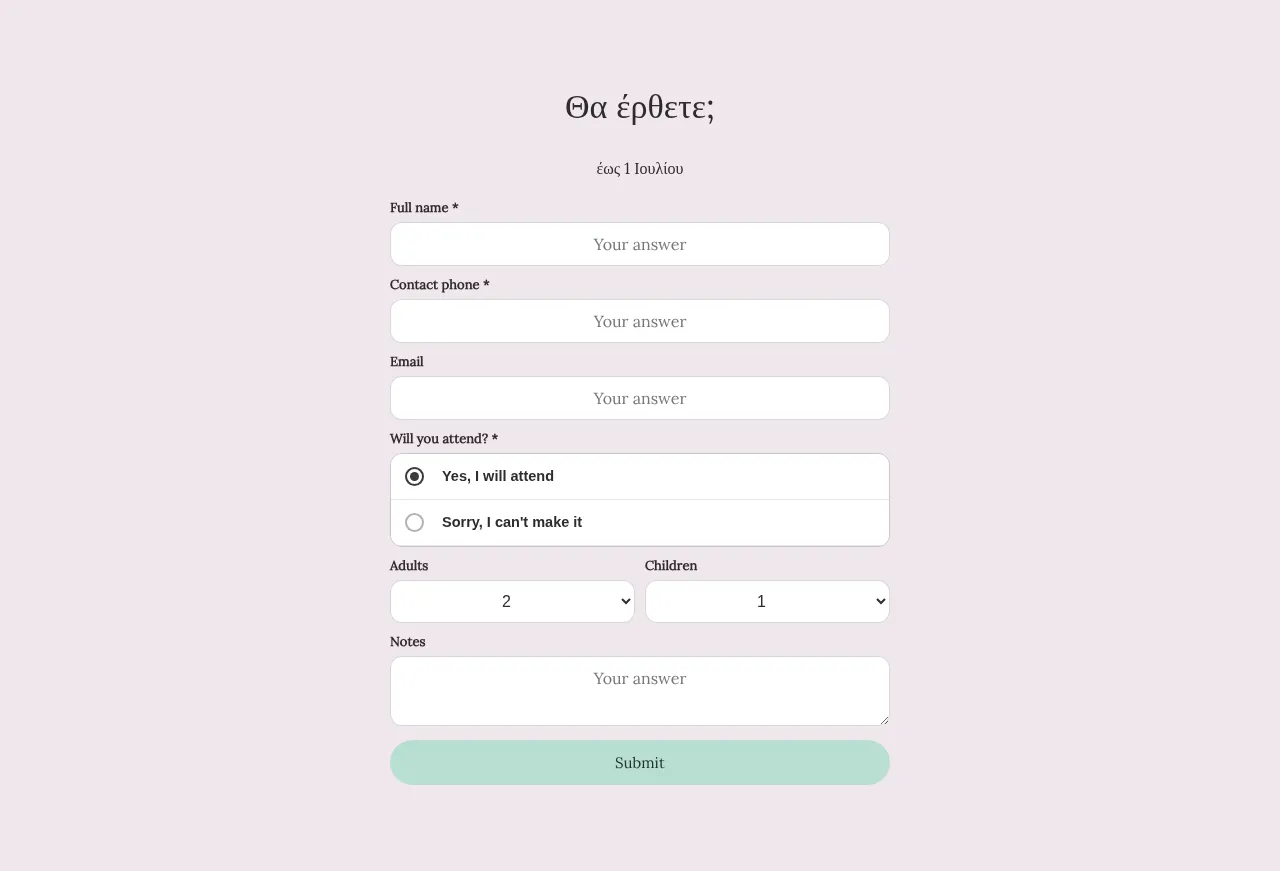 Θα έρθετε;
έως 1 Ιουλίου
Full name *
Your answer
Contact phone *
Your answer
Email
Your answer
Will you attend? *
Yes, I will attend
Sorry, I can't make it
Adults Children
2 1
Notes
Your answer
Submit